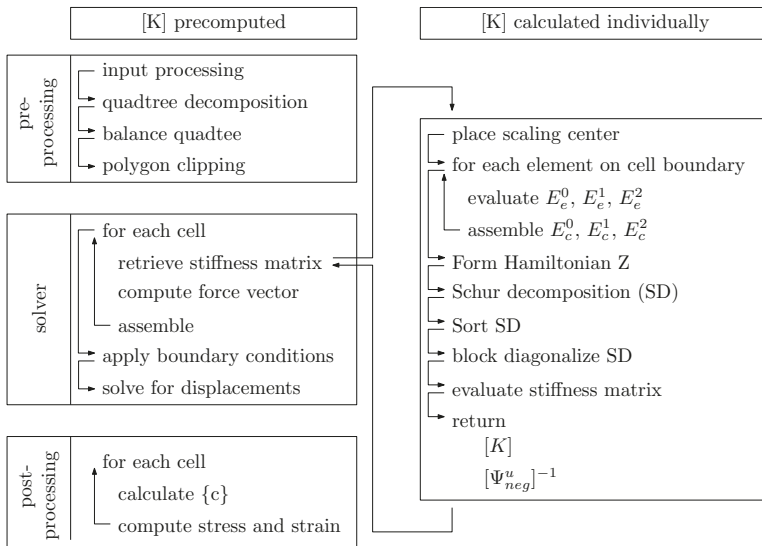 [K] precomputed
pre-
processing
input processing
quadtree decomposition
balance quadtee
polygon clipping
solver
for each cell
retrieve stiffness matrix
compute force vector
assemble
apply boundary conditions
solve for displacements
post-
processing
for each cell
calculate {c}
compute stress and strain
[K] calculated individually
place scaling center
for each element on cell boundary
evaluate $E_e^0$, $E_e^1$, $E_e^2$
assemble $E_c^0$, $E_c^1$, $E_c^2$
Form Hamiltonian Z
Schur decomposition (SD)
Sort SD
block diagonalize SD
evaluate stiffness matrix
return
$[K]$
$[\Psi_{neg}^u]^{-1}$